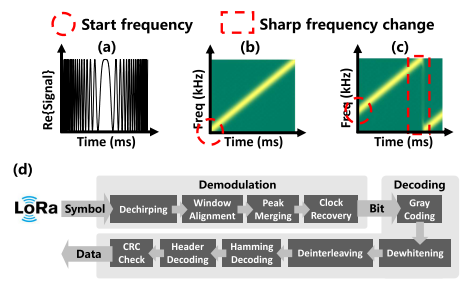 Start frequency
Sharp frequency change
(a)
(b)
(c)
Re{Signal}
Time (ms)
Freq (kHz)
Time (ms)
Freq (kHz)
Time (ms)
(d)
Demodulation
Decoding
LoRa
Symbol
Dechirping
Window Alignment
Peak Merging
Clock Recovery
Bit
Gray Coding
Data
CRC Check
Header Decoding
Hamming Decoding
Deinterleaving
Dewhitening